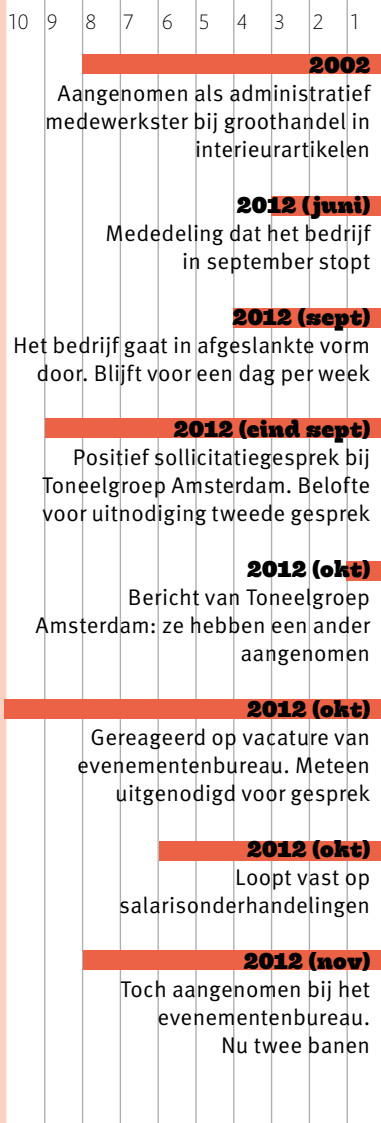 10 9 8 7 6 5 4 3 2 1
2002
Aangenomen als administratief
medewerkster bij groothandel in
interieurartikelen
2012 (juni)
Mededeling dat het bedrijf
in september stopt
2012 (sept)
Het bedrijf gaat in afgeslankte vorm
door. Blijft voor een dag per week
2012 (eind sept)
Positief sollicitatiegesprek bij
Toneelgroep Amsterdam. Belofte
voor uitnodiging tweede gesprek
2012 (okt)
Bericht van Toneelgroep
Amsterdam: ze hebben een ander
aangenomen
2012 (okt)
Gereageerd op vacature van
evenementenbureau. Meteen
uitgenodigd voor gesprek
2012 (okt)
Loopt vast op
salarisonderhandelingen
2012 (nov)
Toch aangenomen bij het
evenementenbureau.
Nu twee banen